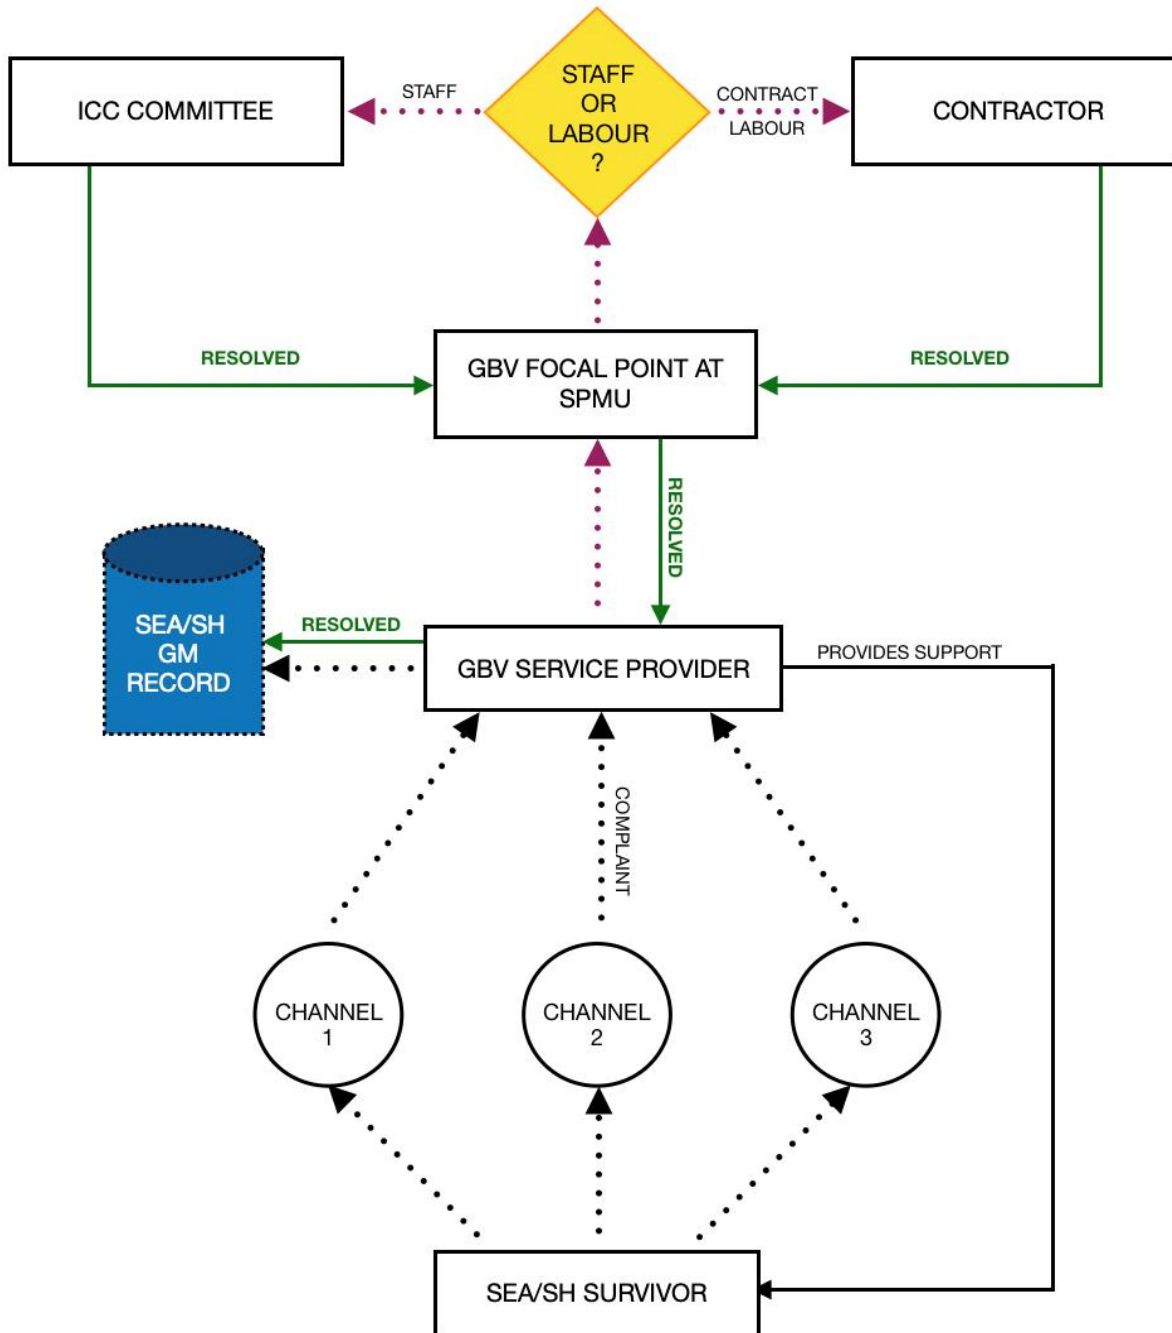 STAFF
OR
LABOUR
?
ICC COMMITTEE
STAFF
CONTRACT
LABOUR
CONTRACTOR
RESOLVED
GBV FOCAL POINT AT
SPMU
RESOLVED
RESOLVED
SEA/SH
GM
RECORD
RESOLVED
GBV SERVICE PROVIDER
PROVIDES SUPPORT
COMPLAINT
CHANNEL
1
CHANNEL
2
CHANNEL
3
SEA/SH SURVIVOR